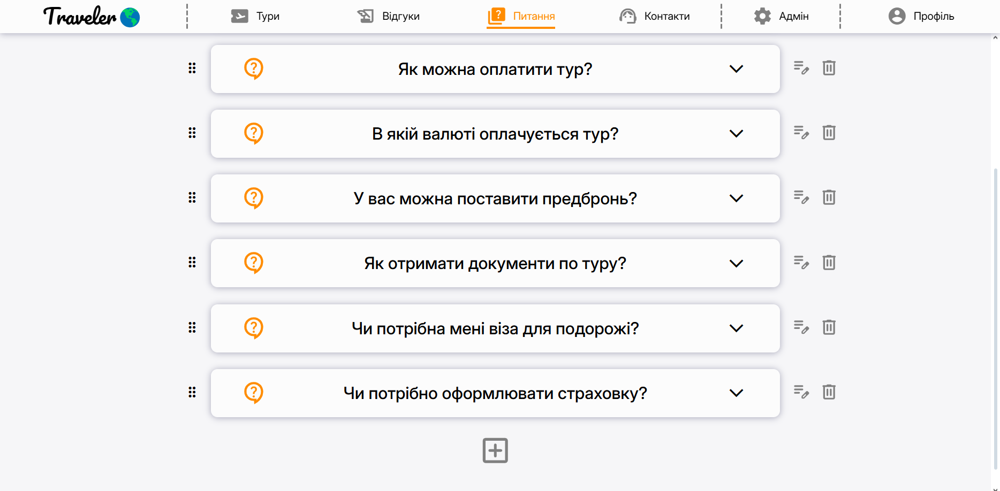 Traveler
Тури
Відгуки
Питання
Контакти
Адмін
Профіль
Як можна оплатити тур?
В якій валюті оплачується тур?
У вас можна поставити предбронь?
Як отримати документи по туру?
Чи потрібна мені віза для подорожі?
Чи потрібно оформлювати страховку?